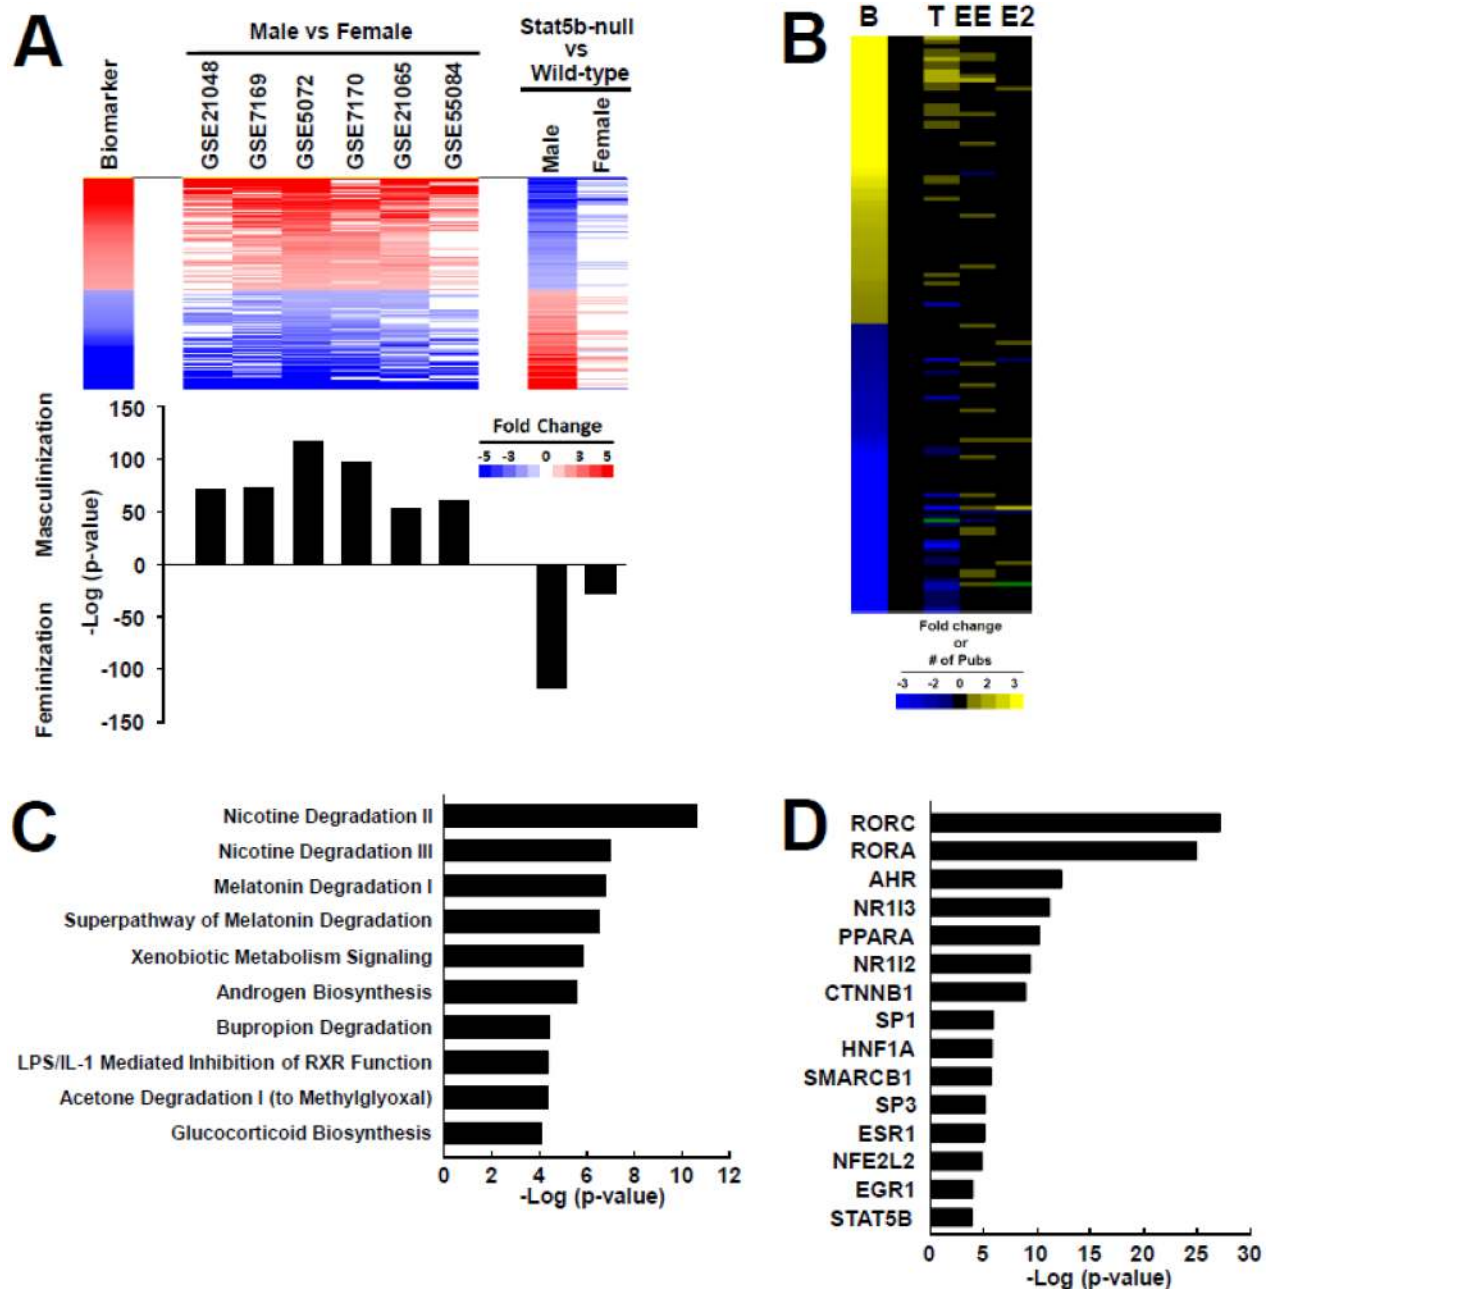 A
Male vs Female
Stat5b-null
vs
Wild-type
Biomarker
GSE21048
GSE7169
GSE5072
GSE7170
GSE21065
GSE55084
Male
Female
Masculinization
Feminization
-Log (p-value)
150
100
50
0
-50
-100
-150
Fold Change
-5 -3 0 3 5
B
B T EE E2
Fold change
or
# of Pubs
-3 -2 0 2 3
C
Nicotine Degradation II
Nicotine Degradation III
Melatonin Degradation I
Superpathway of Melatonin Degradation
Xenobiotic Metabolism Signaling
Androgen Biosynthesis
Bupropion Degradation
LPS/IL-1 Mediated Inhibition of RXR Function
Acetone Degradation I (to Methylglyoxal)
Glucocorticoid Biosynthesis
0 2 4 6 8 10 12
-Log (p-value)
D
RORC
RORA
AHR
NR1I3
PPARA
NR1I2
CTNNB1
SP1
HNF1A
SMARCB1
SP3
ESR1
NFE2L2
EGR1
STAT5B
0 5 10 15 20 25 30
-Log (p-value)